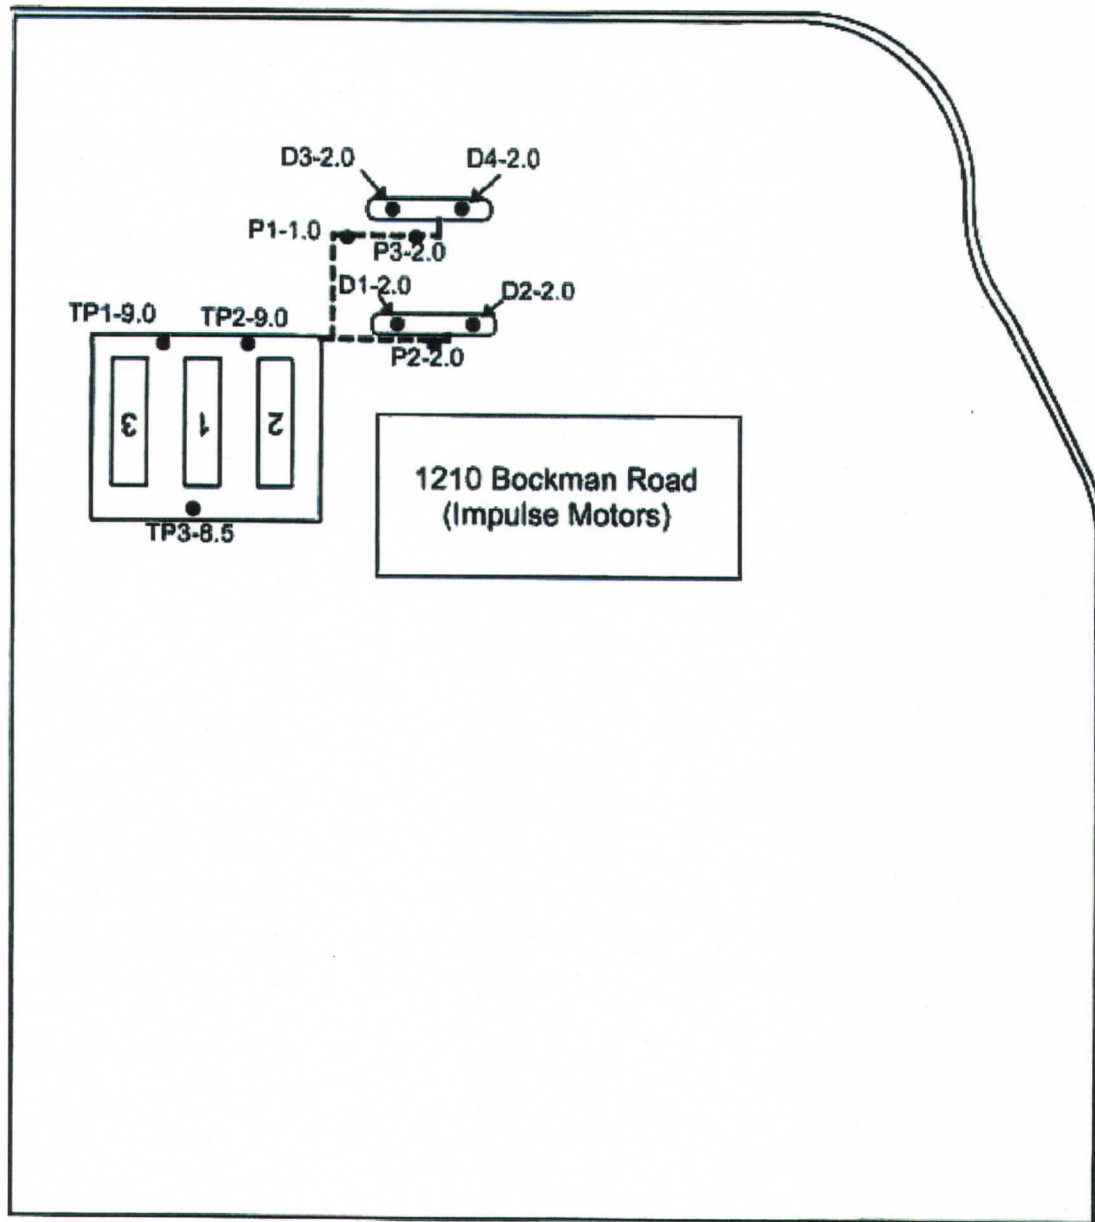 D3-2.0
D4-2.0
P1-1.0
P3-2.0
D1-2.0
D2-2.0
TP1-9.0
TP2-9.0
P2-2.0
3
1
2
1210 Bockman Road
(Impulse Motors)
TP3-8.5